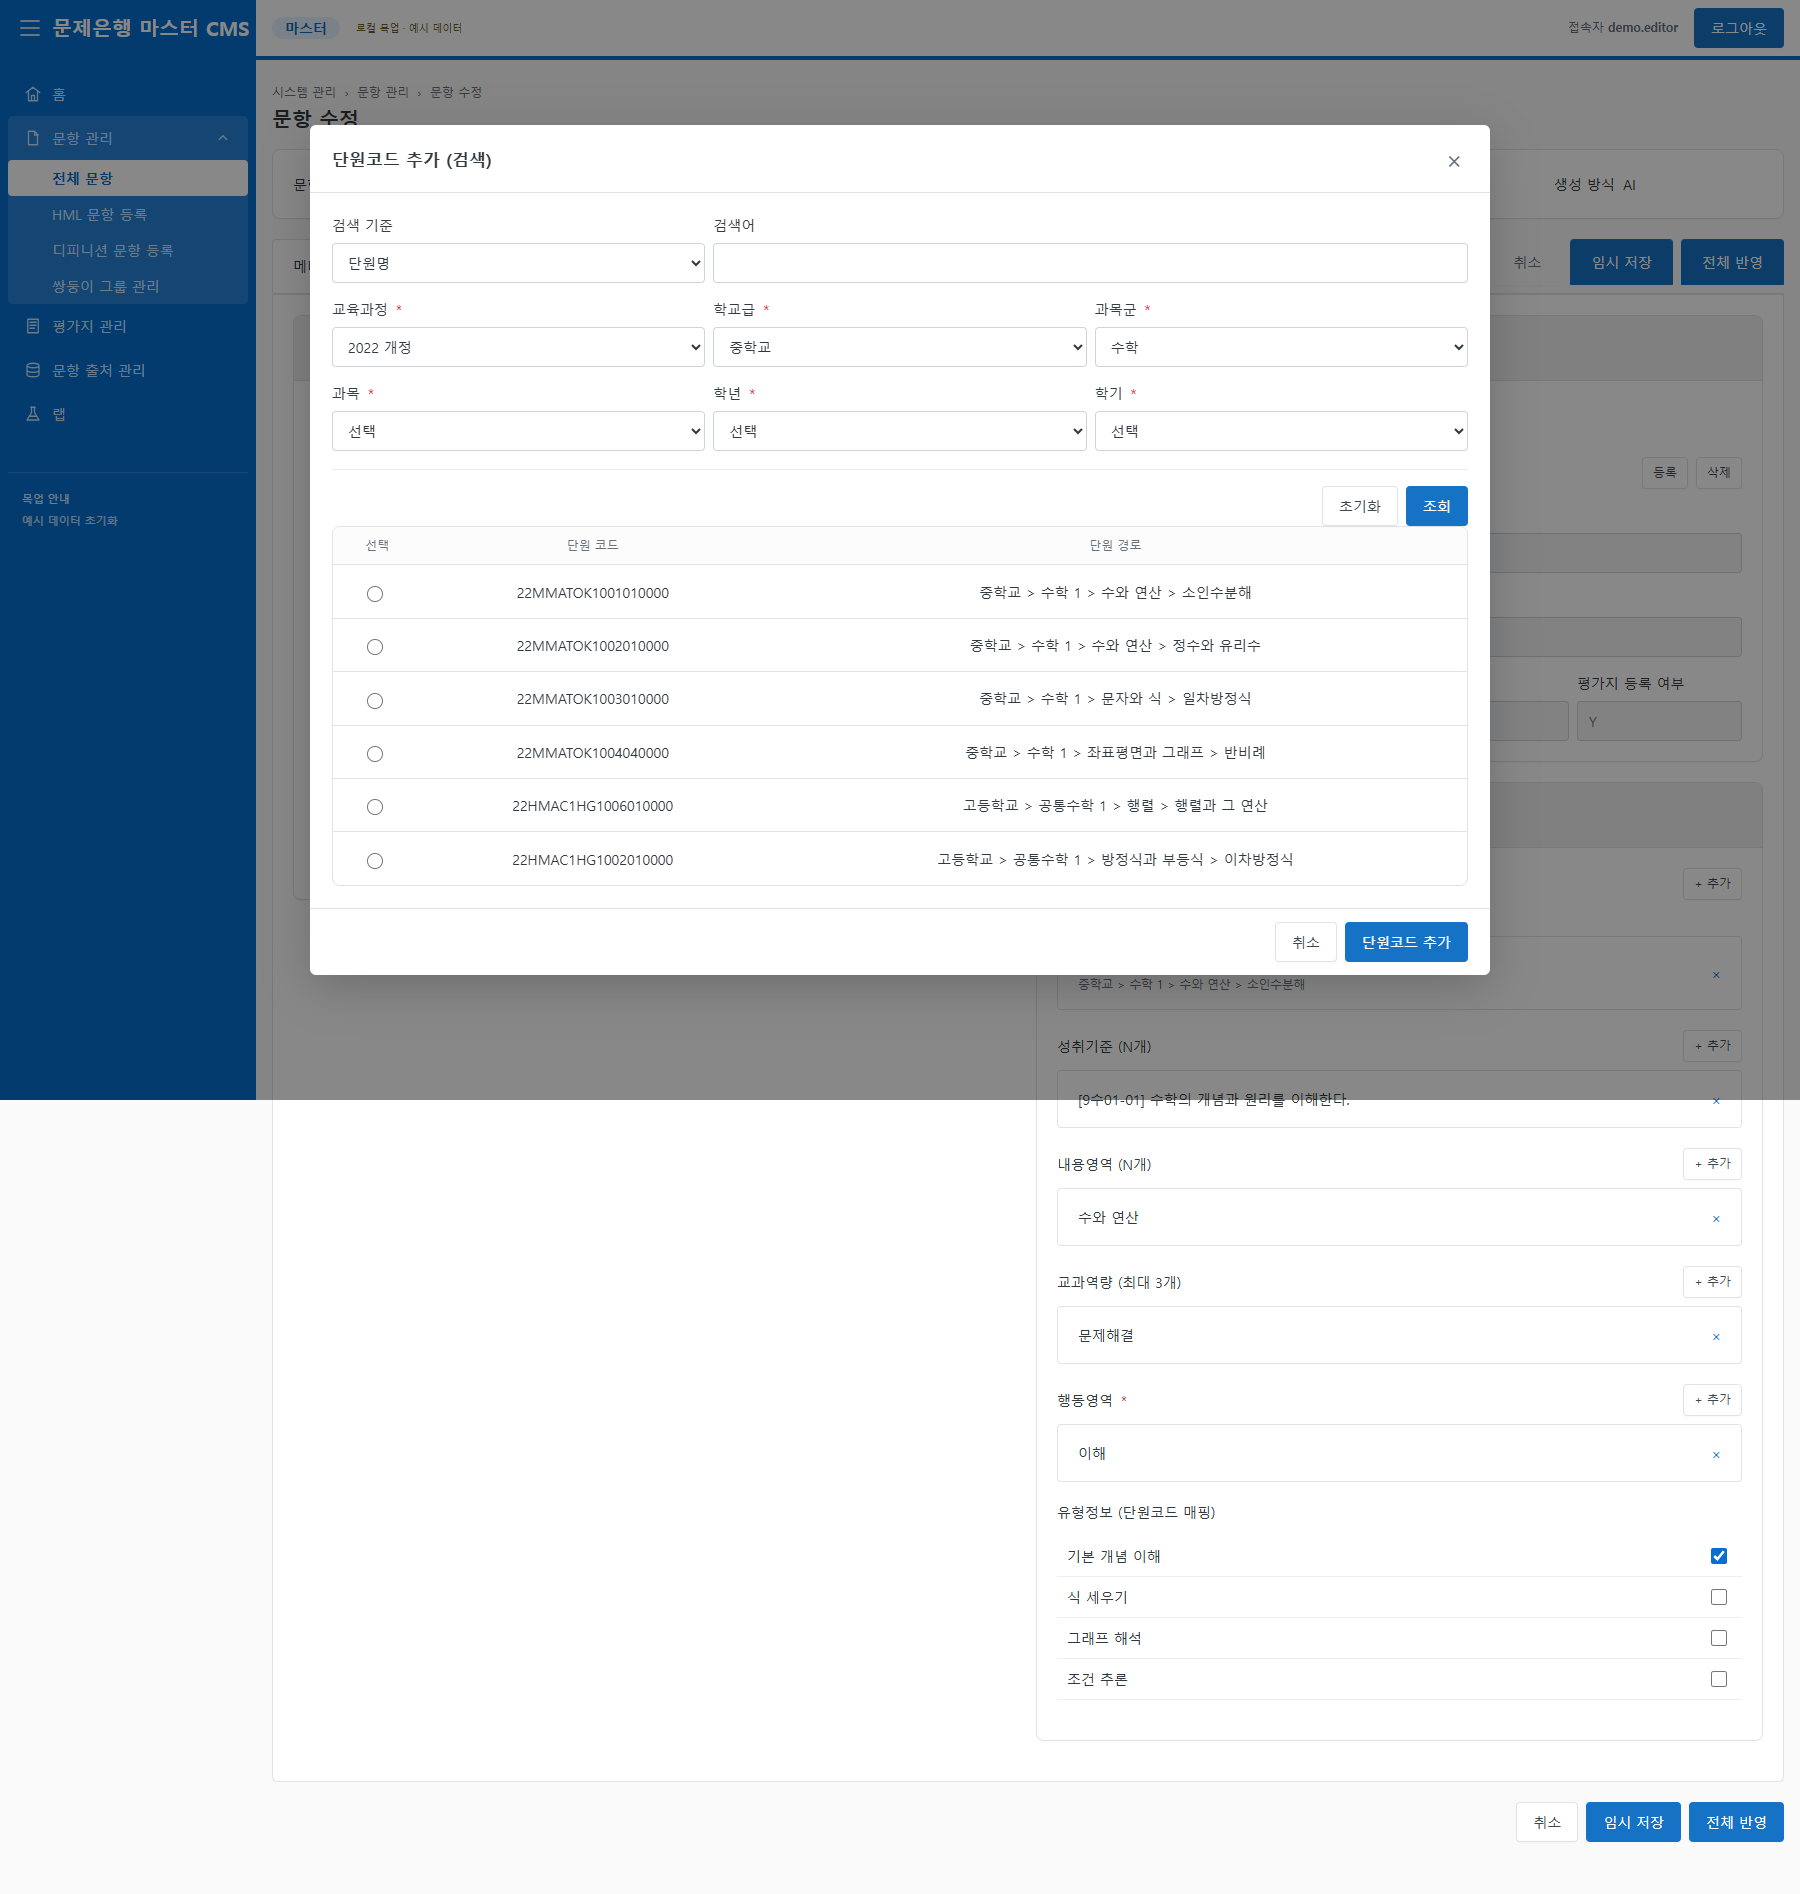 문제은행 마스터 CMS
마스터
로컬 목업 · 예시 데이터
접속자 demo.editor
로그아웃
홈
문항 관리
전체 문항
HML 문항 등록
디피니션 문항 등록
쌍둥이 그룹 관리
평가지 관리
문항 출처 관리
랩
목업 안내
예시 데이터 초기화
시스템 관리 › 문항 관리 › 문항 수정
문항 수정
생성 방식 AI
취소
임시 저장
전체 반영
단원코드 추가 (검색)
×
검색 기준
검색어
단원명
교육과정 *
학교급 *
과목군 *
2022 개정
중학교
수학
과목 *
학년 *
학기 *
선택
선택
선택
초기화
조회
선택
단원 코드
단원 경로
22MMATOK1001010000
중학교 > 수학 1 > 수와 연산 > 소인수분해
22MMATOK1002010000
중학교 > 수학 1 > 수와 연산 > 정수와 유리수
22MMATOK1003010000
중학교 > 수학 1 > 문자와 식 > 일차방정식
22MMATOK1004040000
중학교 > 수학 1 > 좌표평면과 그래프 > 반비례
22HMAC1HG1006010000
고등학교 > 공통수학 1 > 행렬 > 행렬과 그 연산
22HMAC1HG1002010000
고등학교 > 공통수학 1 > 방정식과 부등식 > 이차방정식
취소
단원코드 추가
등록
삭제
평가지 등록 여부
Y
+ 추가
중학교 > 수학 1 > 수와 연산 > 소인수분해
×
성취기준 (N개)
+ 추가
[9수01-01] 수학의 개념과 원리를 이해한다.
×
내용영역 (N개)
+ 추가
수와 연산
×
교과역량 (최대 3개)
+ 추가
문제해결
×
행동영역 *
+ 추가
이해
×
유형정보 (단원코드 매핑)
기본 개념 이해
식 세우기
그래프 해석
조건 추론
취소
임시 저장
전체 반영